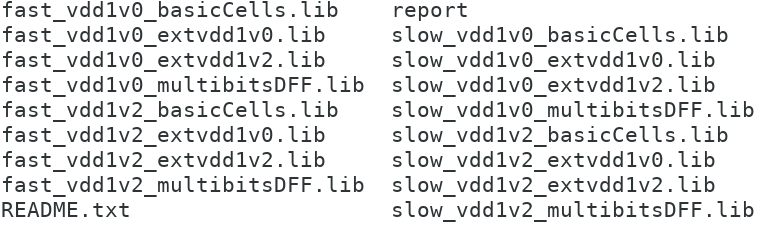 fast_vdd1v0_basicCells.lib     report
fast_vdd1v0_extvdd1v0.lib      slow_vdd1v0_basicCells.lib
fast_vdd1v0_extvdd1v2.lib      slow_vdd1v0_extvdd1v0.lib
fast_vdd1v0_multibitsDFF.lib   slow_vdd1v0_extvdd1v2.lib
fast_vdd1v2_basicCells.lib     slow_vdd1v0_multibitsDFF.lib
fast_vdd1v2_extvdd1v0.lib      slow_vdd1v2_basicCells.lib
fast_vdd1v2_extvdd1v2.lib      slow_vdd1v2_extvdd1v0.lib
fast_vdd1v2_multibitsDFF.lib   slow_vdd1v2_extvdd1v2.lib
README.txt                     slow_vdd1v2_multibitsDFF.lib